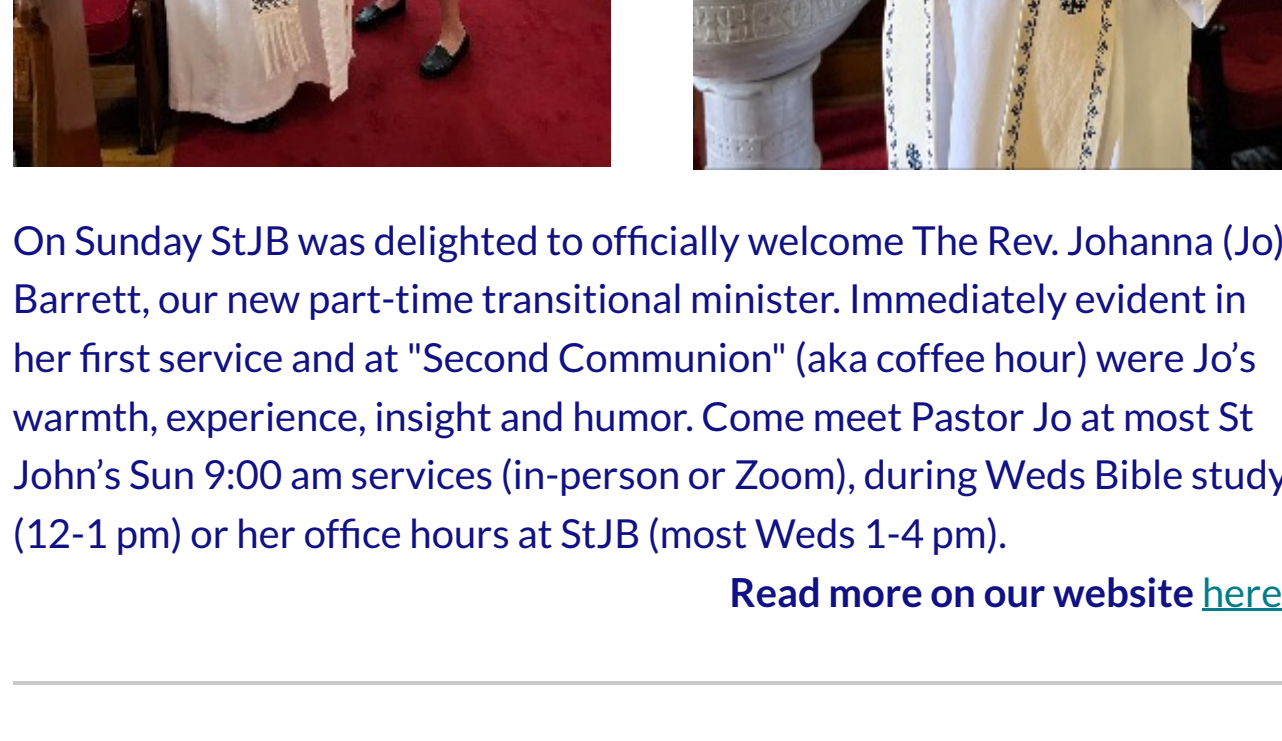 On Sunday StJB was delighted to officially welcome The Rev. Johanna (Jo)
Barrett, our new part-time transitional minister. Immediately evident in
her first service and at "Second Communion" (aka coffee hour) were Jo’s
warmth, experience, insight and humor. Come meet Pastor Jo at most St
John’s Sun 9:00 am services (in-person or Zoom), during Weds Bible study
(12-1 pm) or her office hours at StJB (most Weds 1-4 pm).
Read more on our website here